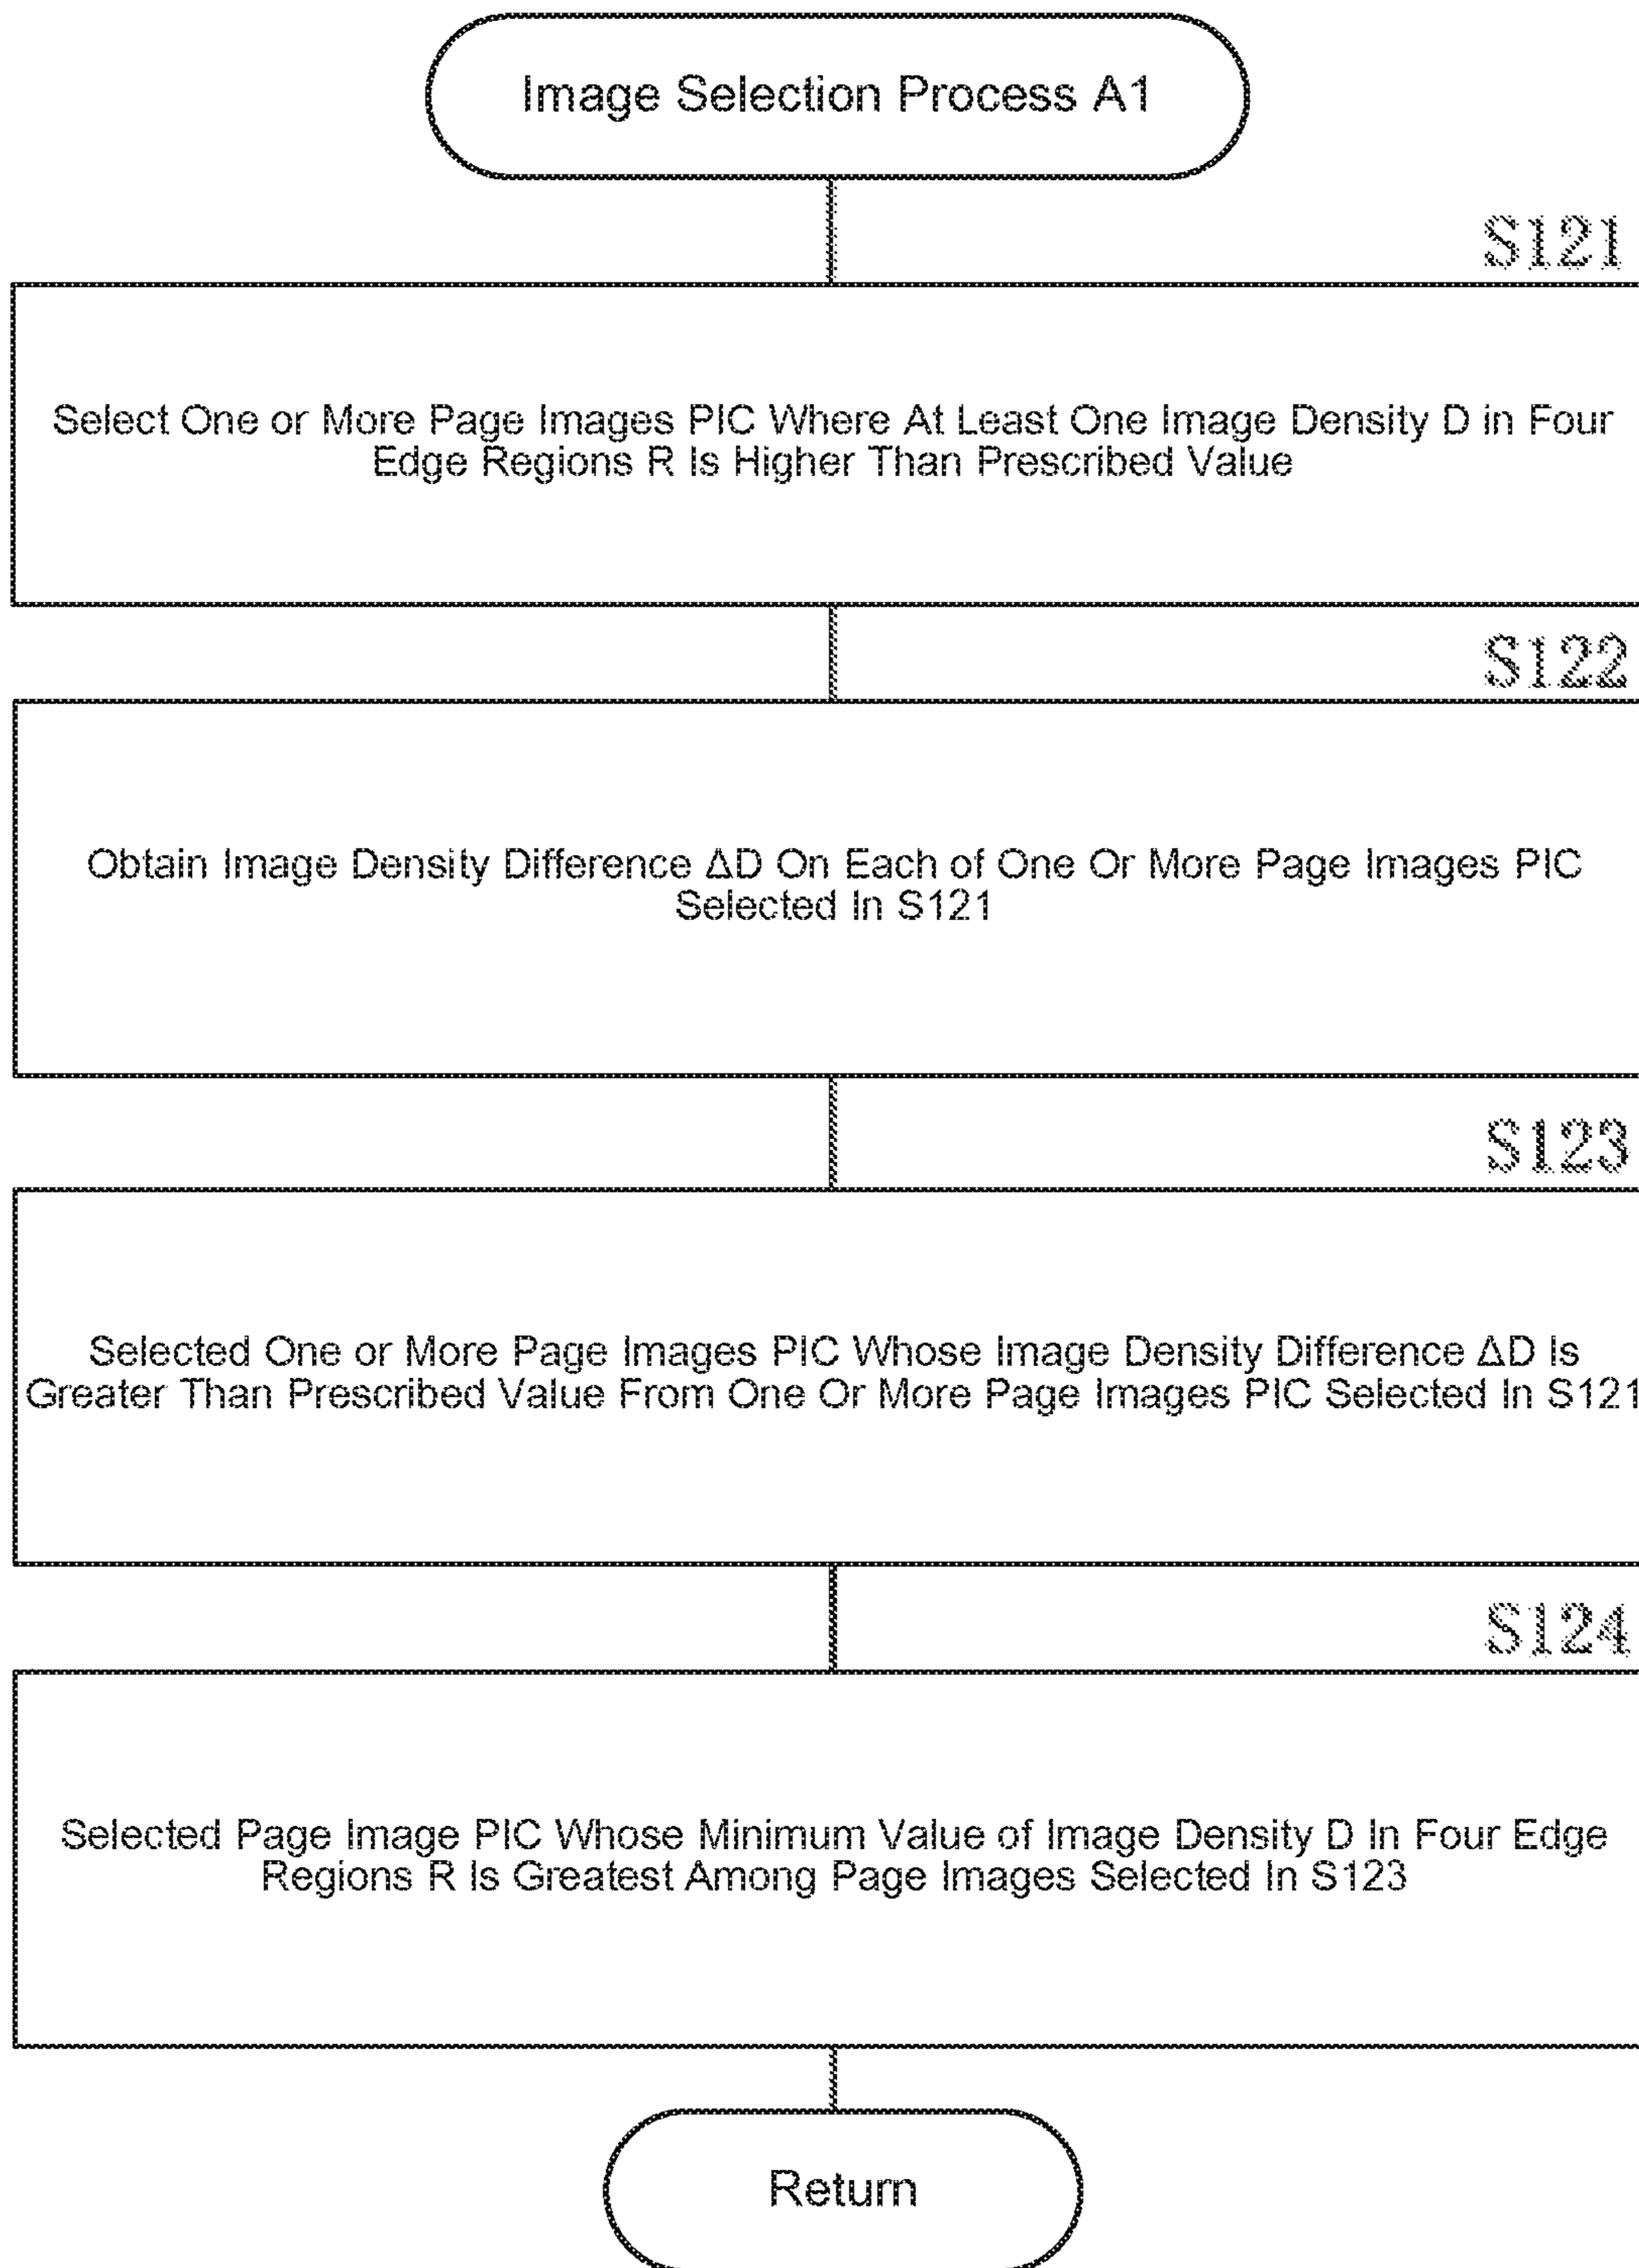 Image Selection Process A1
S121
Select One or More Page Images PIC Where At Least One Image Density D in Four
Edge Regions R Is Higher Than Prescribed Value
S122
Obtain Image Density Difference ΔD On Each of One Or More Page Images PIC
Selected In S121
S123
Selected One or More Page Images PIC Whose Image Density Difference ΔD Is
Greater Than Prescribed Value From One Or More Page Images PIC Selected In S121
S124
Selected Page Image PIC Whose Minimum Value of Image Density D In Four Edge
Regions R Is Greatest Among Page Images Selected In S123
Return